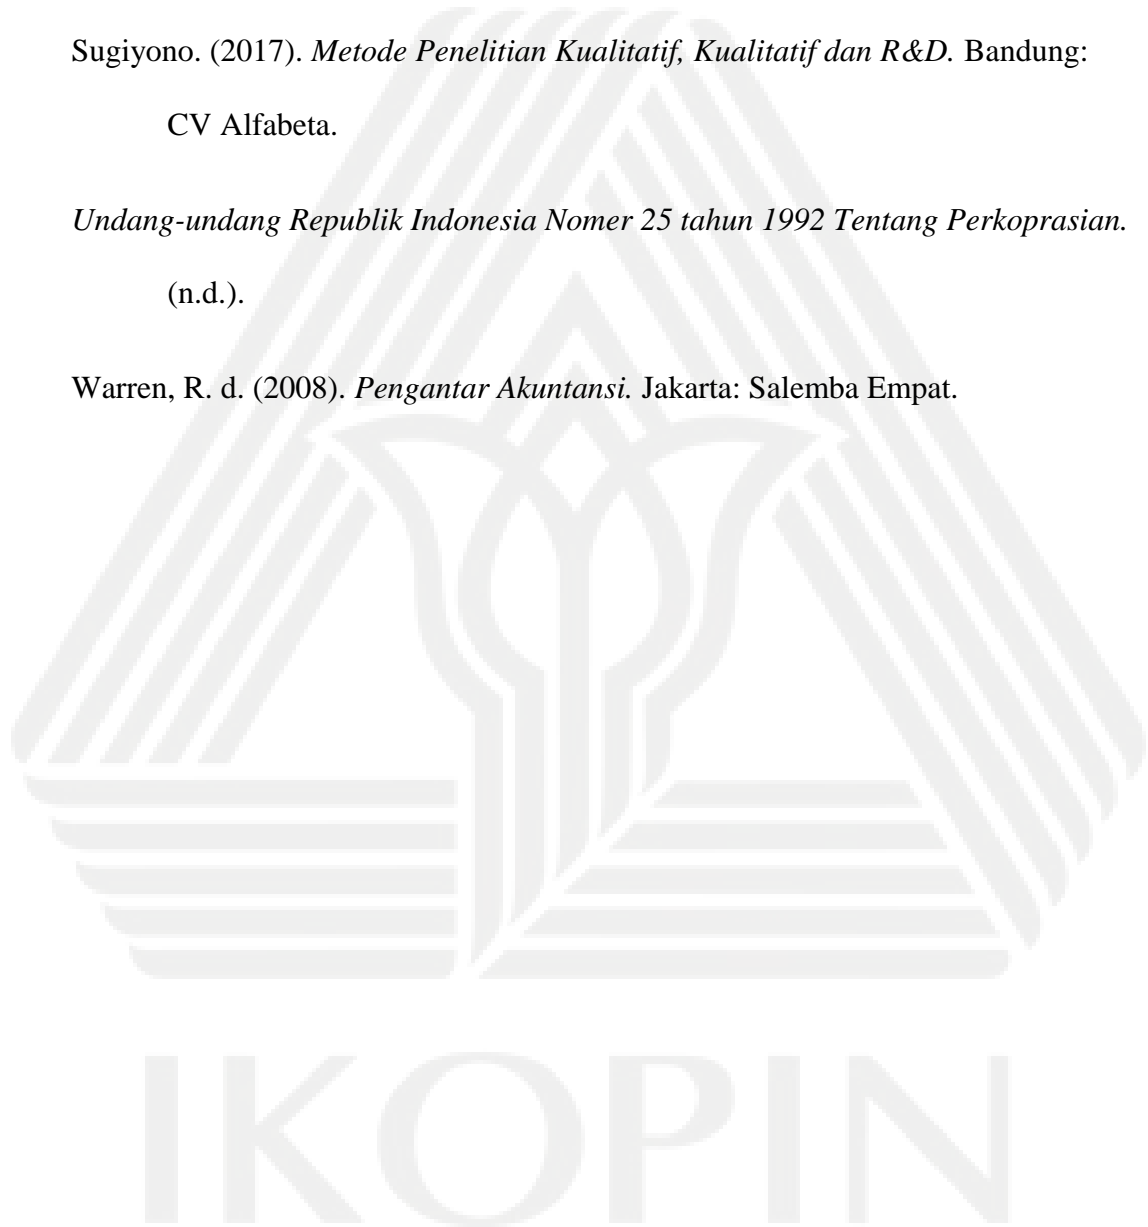 Sugiyono. (2017). Metode Penelitian Kualitatif, Kualitatif dan R&D. Bandung:
CV Alfabeta.
Undang-undang Republik Indonesia Nomer 25 tahun 1992 Tentang Perkoprasian.
(n.d.).
Warren, R. d. (2008). Pengantar Akuntansi. Jakarta: Salemba Empat.
IKOPIN